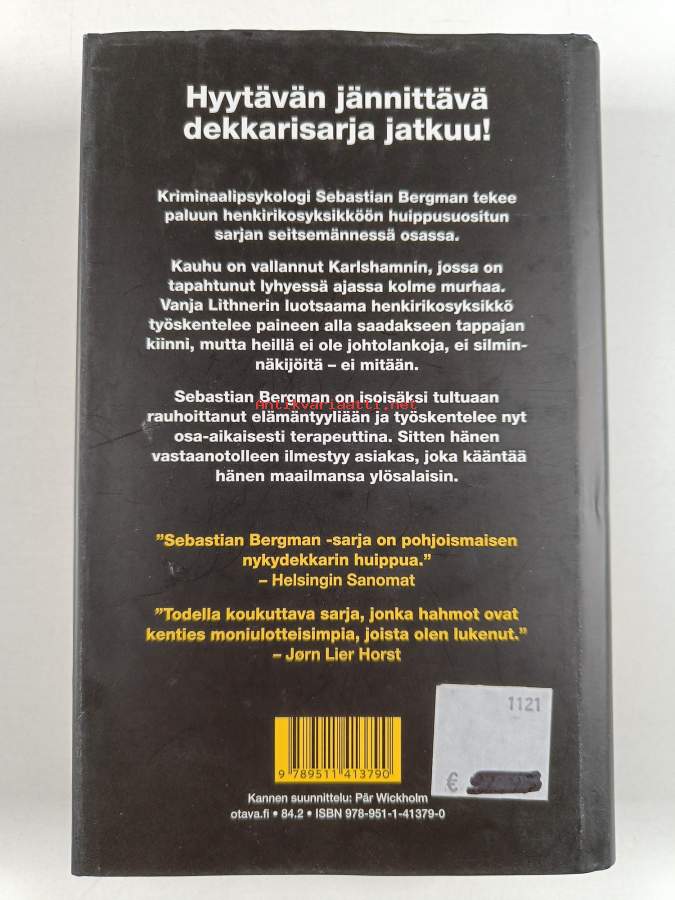 Hyytävän jännittävä
dekkarisarja jatkuu!
Kriminaalipsykologi Sebastian Bergman tekee
paluun henkirikosyksikköön huippusuositun
sarjan seitsemännessä osassa.
Kauhu on vallannut Karlshamnin, jossa on
tapahtunut lyhyessä ajassa kolme murhaa.
Vanja Lithnerin luotsaama henkirikosyksikkö
työskentelee paineen alla saadakseen tappajan
kiinni, mutta heillä ei ole johtolankoja, ei silmin-
näkijöitä – ei mitään.
Sebastian Bergman on isoisäksi tultuaan
Antikvariaatti.net
rauhoittanut elämäntyyliään ja työskentelee nyt
osa-aikaisesti terapeuttina. Sitten hänen
vastaanotolleen ilmestyy asiakas, joka kääntää
hänen maailmansa ylösalaisin.
”Sebastian Bergman -sarja on pohjoismaisen
nykydekkarin huippua.”
– Helsingin Sanomat
”Todella koukuttava sarja, jonka hahmot ovat
kenties moniulotteisimpia, joista olen lukenut.”
– Jørn Lier Horst
1121
€
9 789511 413790
Kannen suunnittelu: Pär Wickholm
otava.fi • 84.2 • ISBN 978-951-1-41379-0